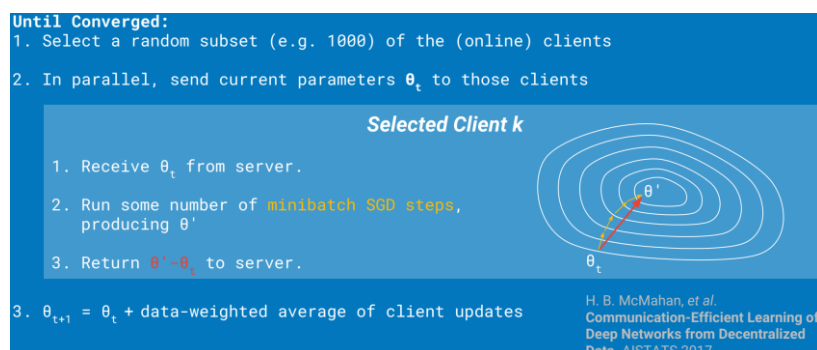 Until Converged:
1. Select a random subset (e.g. 1000) of the (online) clients
2. In parallel, send current parameters θt to those clients
Selected Client k
1. Receive θt from server.
2. Run some number of minibatch SGD steps,
producing θ'
3. Return θ'-θt to server.
θ'
θt
3. θt+1 = θt + data-weighted average of client updates
H. B. McMahan, et al.
Communication-Efficient Learning of
Deep Networks from Decentralized
Data. AISTATS 2017